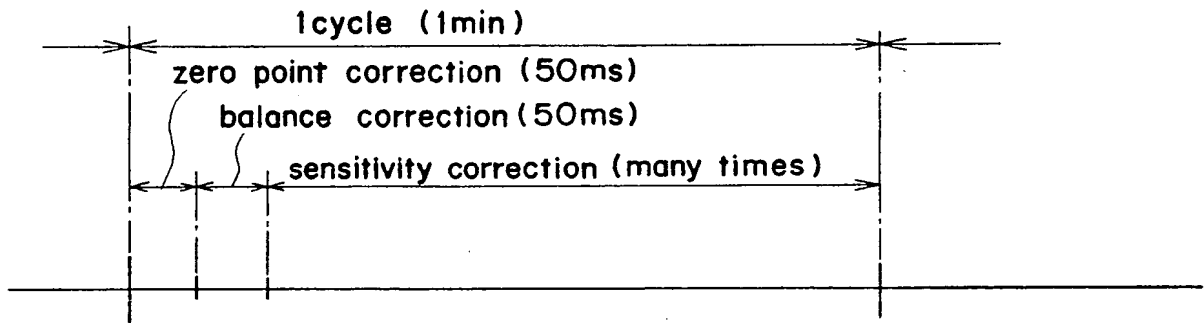 1cycle (1min)
zero point correction (50ms)
balance correction (50ms)
sensitivity correction (many times)